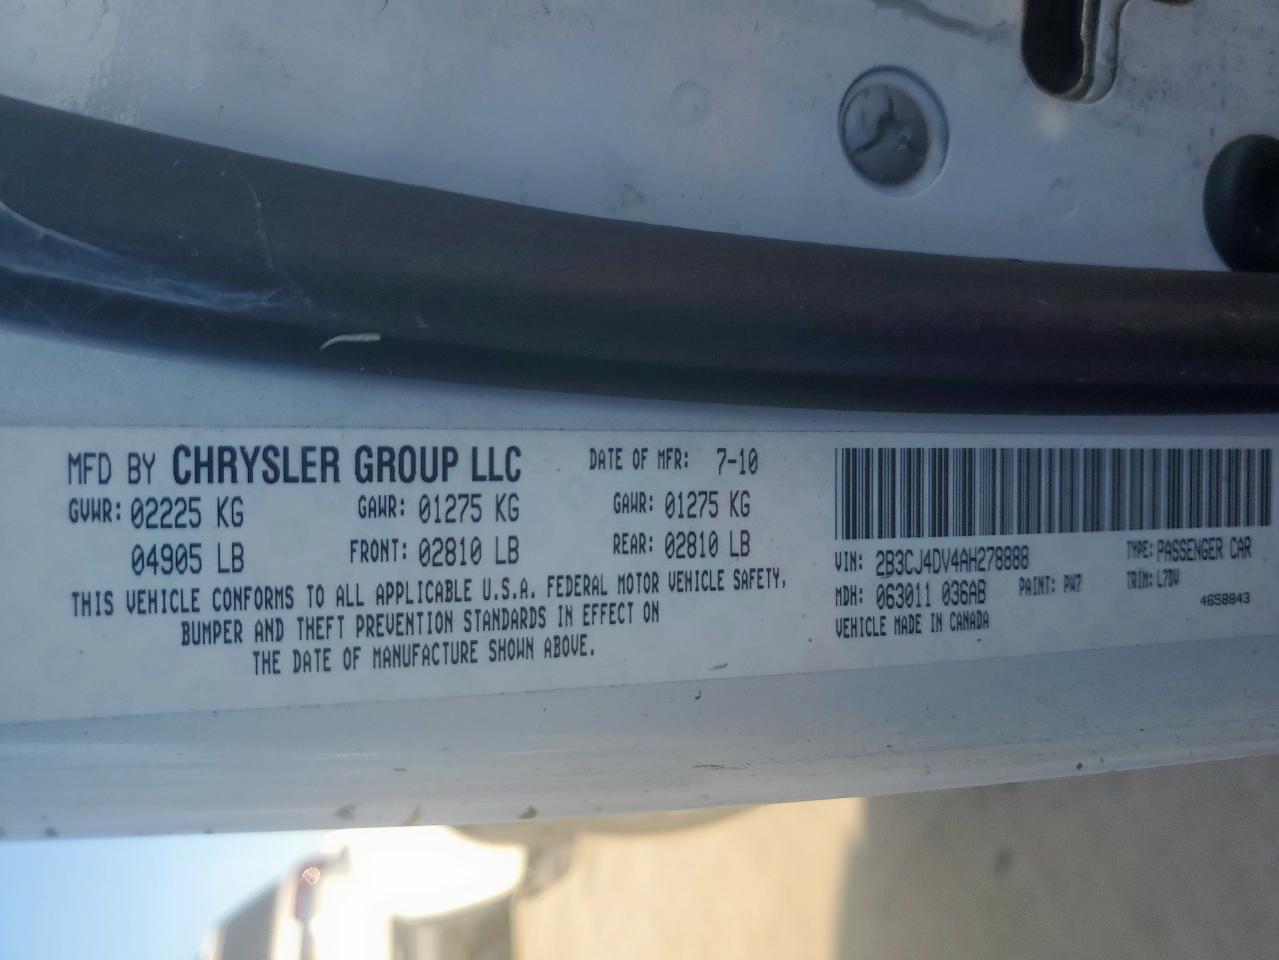 MFD BY CHRYSLER GROUP LLC DATE OF MFR: 7-10
GVWR: 02225 KG GAWR: 01275 KG GAWR: 01275 KG
04905 LB FRONT: 02810 LB REAR: 02810 LB
THIS VEHICLE CONFORMS TO ALL APPLICABLE U.S.A. FEDERAL MOTOR VEHICLE SAFETY,
BUMPER AND THEFT PREVENTION STANDARDS IN EFFECT ON
THE DATE OF MANUFACTURE SHOWN ABOVE.
VIN: 2B3CJ4DV4AH278888 TYPE: PASSENGER CAR
MDH: 063011 036AB PAINT: PW7 TRIM: L7DV
VEHICLE MADE IN CANADA 4658843